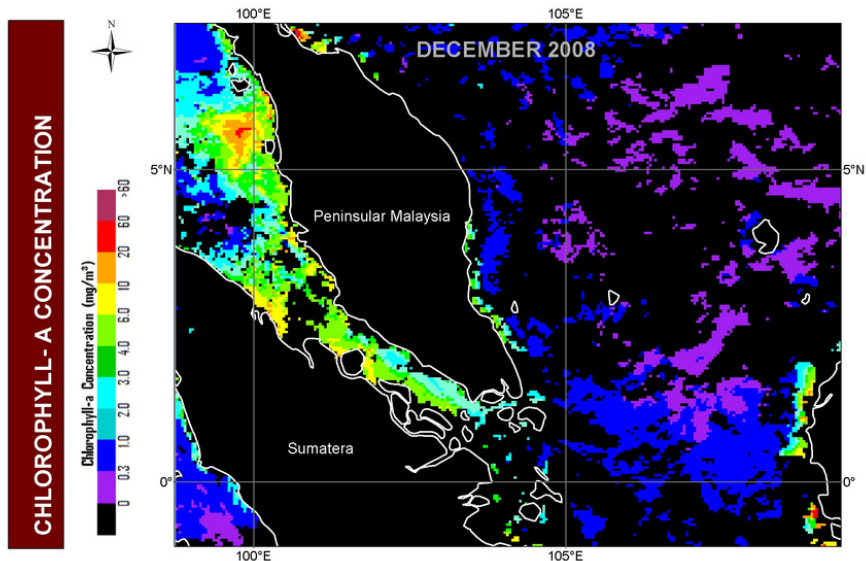 CHLOROPHYLL- A CONCENTRATION
N
Chlorophyll-a Concentration (mg/m³)
>60
60
20
10
6.0
4.0
3.0
2.0
1.0
0.3
0
100°E
105°E
DECEMBER 2008
5°N
5°N
Peninsular Malaysia
Sumatera
0°
0°
100°E
105°E